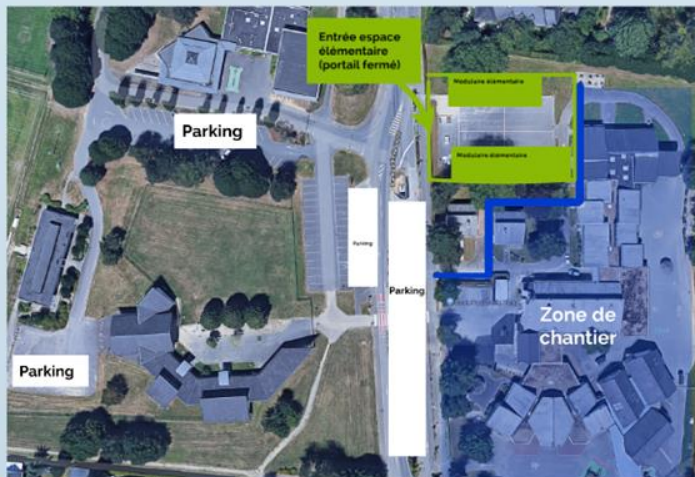 Entrée espace
élémentaire
(portail fermé)
Modulaire élémentaire
Parking
Modulaire élémentaire
Parking
Parking
Zone de
chantier
Parking